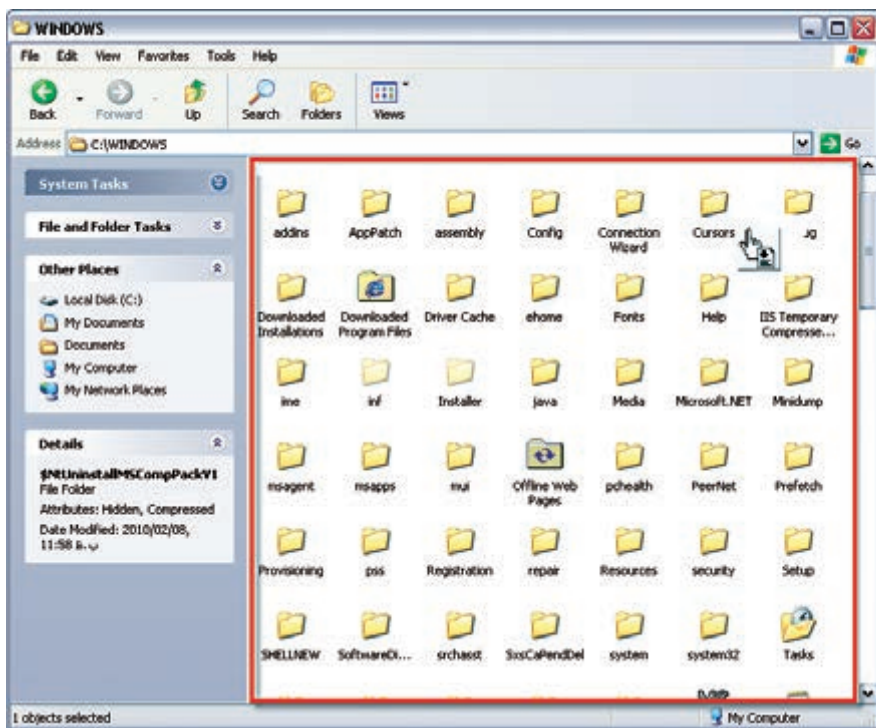 WINDOWS
File Edit View Favorites Tools Help
Back Forward Up Search Folders Views
Address C:\WINDOWS Go
System Tasks
File and Folder Tasks
Other Places
Local Disk (C:)
My Documents
Documents
My Computer
My Network Places
Details
$NtUninstallMSCompPackV1
File Folder
Attributes: Hidden, Compressed
Date Modified: 2010/02/08,
11:58
addins AppPatch assembly Config Connection Cursors ug
Wizard
Downloaded Downloaded Driver Cache ehome Fonts Help IIS Temporary
Installations Program Files Compresse...
ime inf Installer java Media Microsoft.NET Minidump
msagent msapps mui Offline Web pchealth PeerNet Prefetch
Pages
Provisioning pss Registration repair Resources security Setup
SHELLNEW SoftwareDi... srchasst SxsCaPendDel system system32 Tasks
1 objects selected My Computer